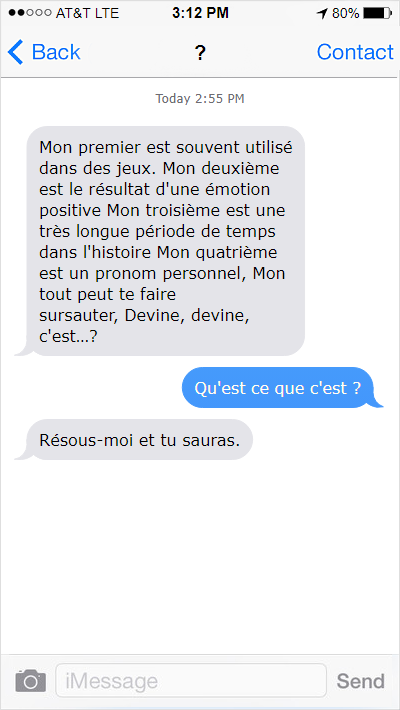 AT&T LTE 3:12 PM 80%
Back ? Contact
Today 2:55 PM
Mon premier est souvent utilisé
dans des jeux. Mon deuxième
est le résultat d'une émotion
positive Mon troisième est une
très longue période de temps
dans l'histoire Mon quatrième
est un pronom personnel, Mon
tout peut te faire
sursauter, Devine, devine,
c'est...?
Qu'est ce que c'est ?
Résous-moi et tu sauras.
iMessage Send